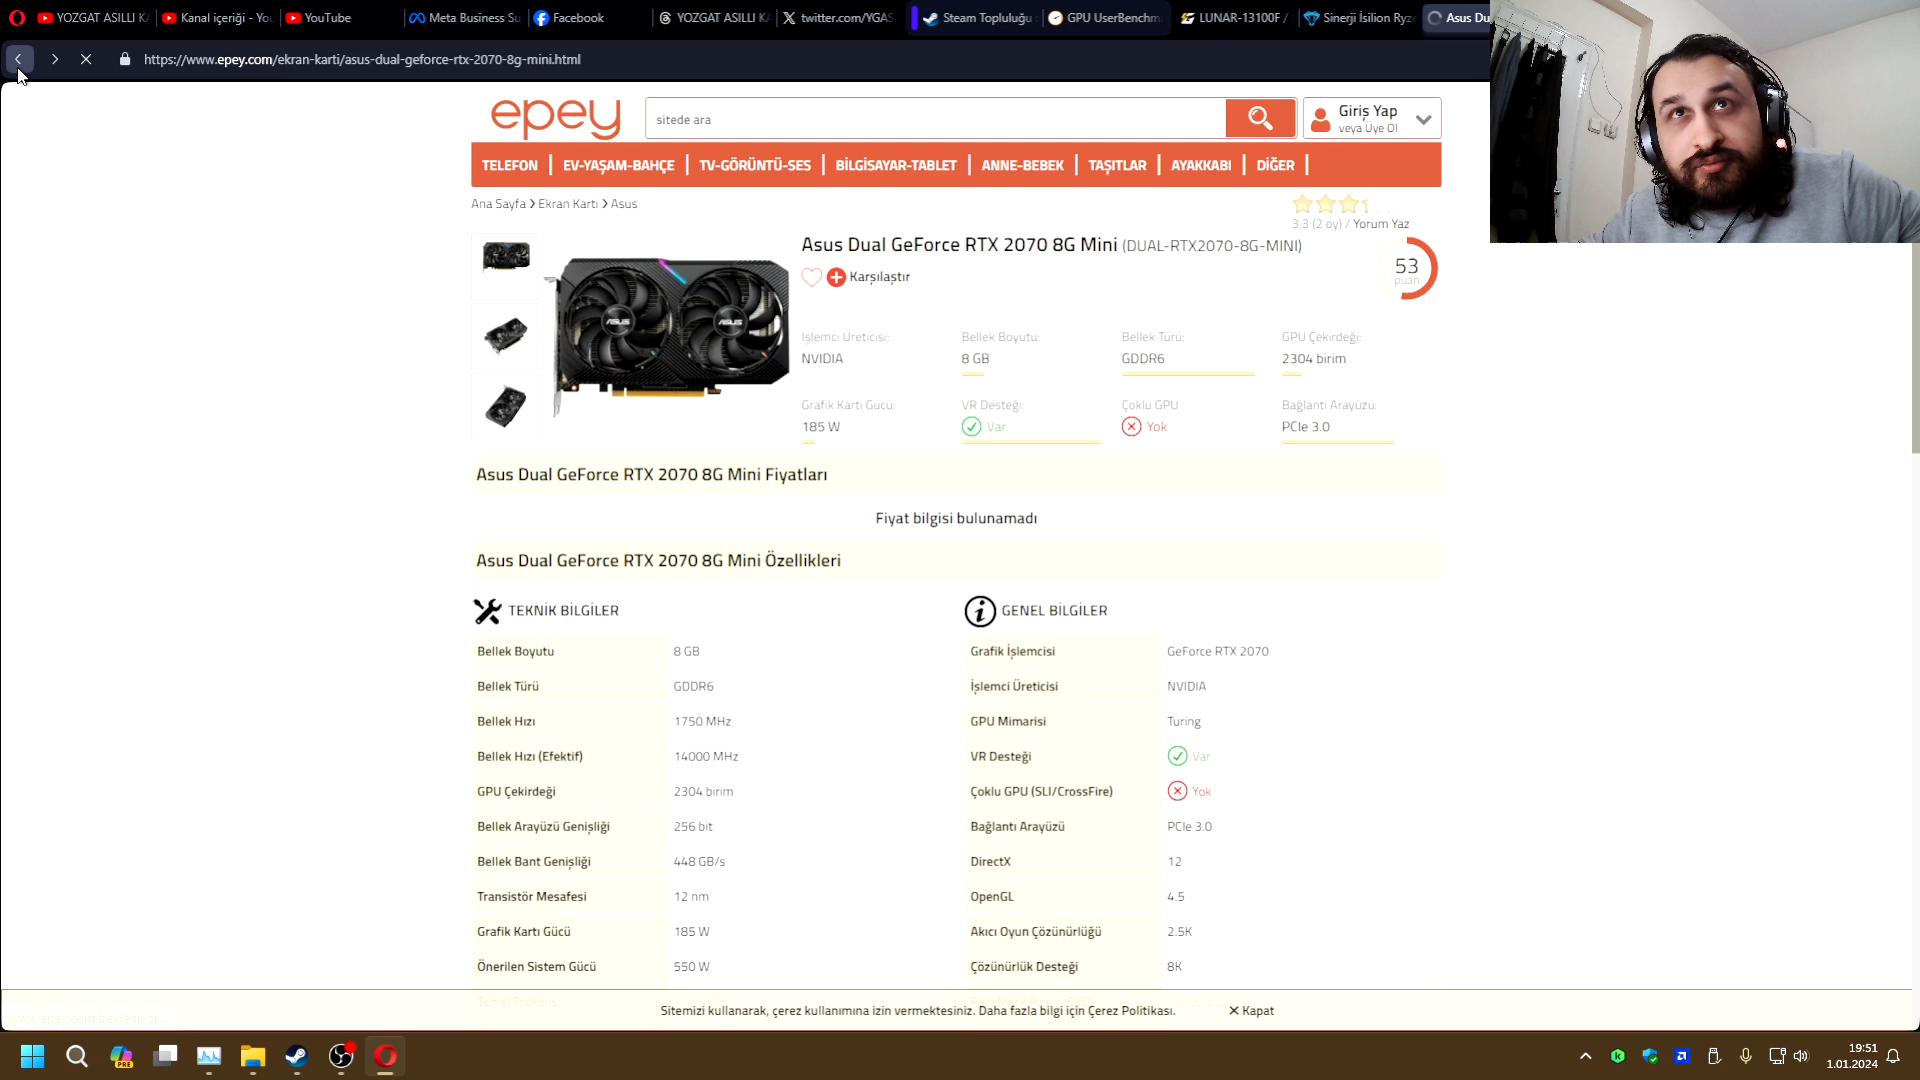 YOZGAT ASILLI KA
Kanal içeriği - You
YouTube
Meta Business Su
Facebook
YOZGAT ASILLI KA
twitter.com/YGAS
Steam Topluluğu
GPU UserBenchm
LUNAR-13100F /
Sinerji İsilion Ryze
Asus Du
https://www.epey.com/ekran-karti/asus-dual-geforce-rtx-2070-8g-mini.html
epey
sitede ara
Giriş Yap
veya Üye Ol
TELEFON
EV-YAŞAM-BAHÇE
TV-GÖRÜNTÜ-SES
BİLGİSAYAR-TABLET
ANNE-BEBEK
TAŞITLAR
AYAKKABI
DİĞER
Ana Sayfa > Ekran Kartı > Asus
3.3 (2 oy) / Yorum Yaz
Asus Dual GeForce RTX 2070 8G Mini (DUAL-RTX2070-8G-MINI)
Karşılaştır
53
puan
İşlemci Üreticisi:
NVIDIA
Bellek Boyutu:
8 GB
Bellek Türü:
GDDR6
GPU Çekirdeği:
2304 birim
Grafik Kartı Gücü:
185 W
VR Desteği:
Var
Çoklu GPU
Yok
Bağlantı Arayüzü:
PCIe 3.0
Asus Dual GeForce RTX 2070 8G Mini Fiyatları
Fiyat bilgisi bulunamadı
Asus Dual GeForce RTX 2070 8G Mini Özellikleri
TEKNİK BİLGİLER
Bellek Boyutu 8 GB
Bellek Türü GDDR6
Bellek Hızı 1750 MHz
Bellek Hızı (Efektif) 14000 MHz
GPU Çekirdeği 2304 birim
Bellek Arayüzü Genişliği 256 bit
Bellek Bant Genişliği 448 GB/s
Transistör Mesafesi 12 nm
Grafik Kartı Gücü 185 W
Önerilen Sistem Gücü 550 W
Temel Frekans
GENEL BİLGİLER
Grafik İşlemcisi GeForce RTX 2070
İşlemci Üreticisi NVIDIA
GPU Mimarisi Turing
VR Desteği Var
Çoklu GPU (SLI/CrossFire) Yok
Bağlantı Arayüzü PCIe 3.0
DirectX 12
OpenGL 4.5
Akıcı Oyun Çözünürlüğü 2.5K
Çözünürlük Desteği 8K
www.epey.com bekleniyor...
Sitemizi kullanarak, çerez kullanımına izin vermektesiniz. Daha fazla bilgi için Çerez Politikası.
Kapat
PRE
19:51
1.01.2024